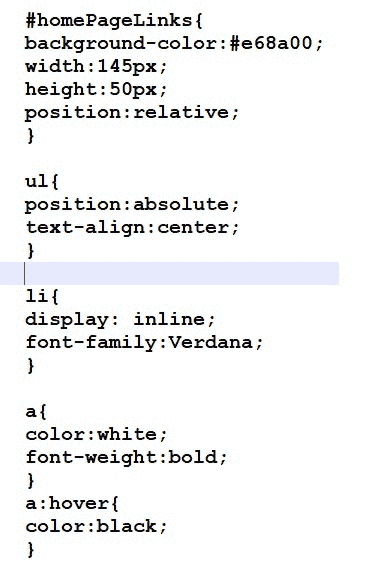 #homePageLinks{
background-color:#e68a00;
width:145px;
height:50px;
position:relative;
}
ul{
position:absolute;
text-align:center;
}
li{
display: inline;
font-family:Verdana;
}
a{
color:white;
font-weight:bold;
}
a:hover{
color:black;
}